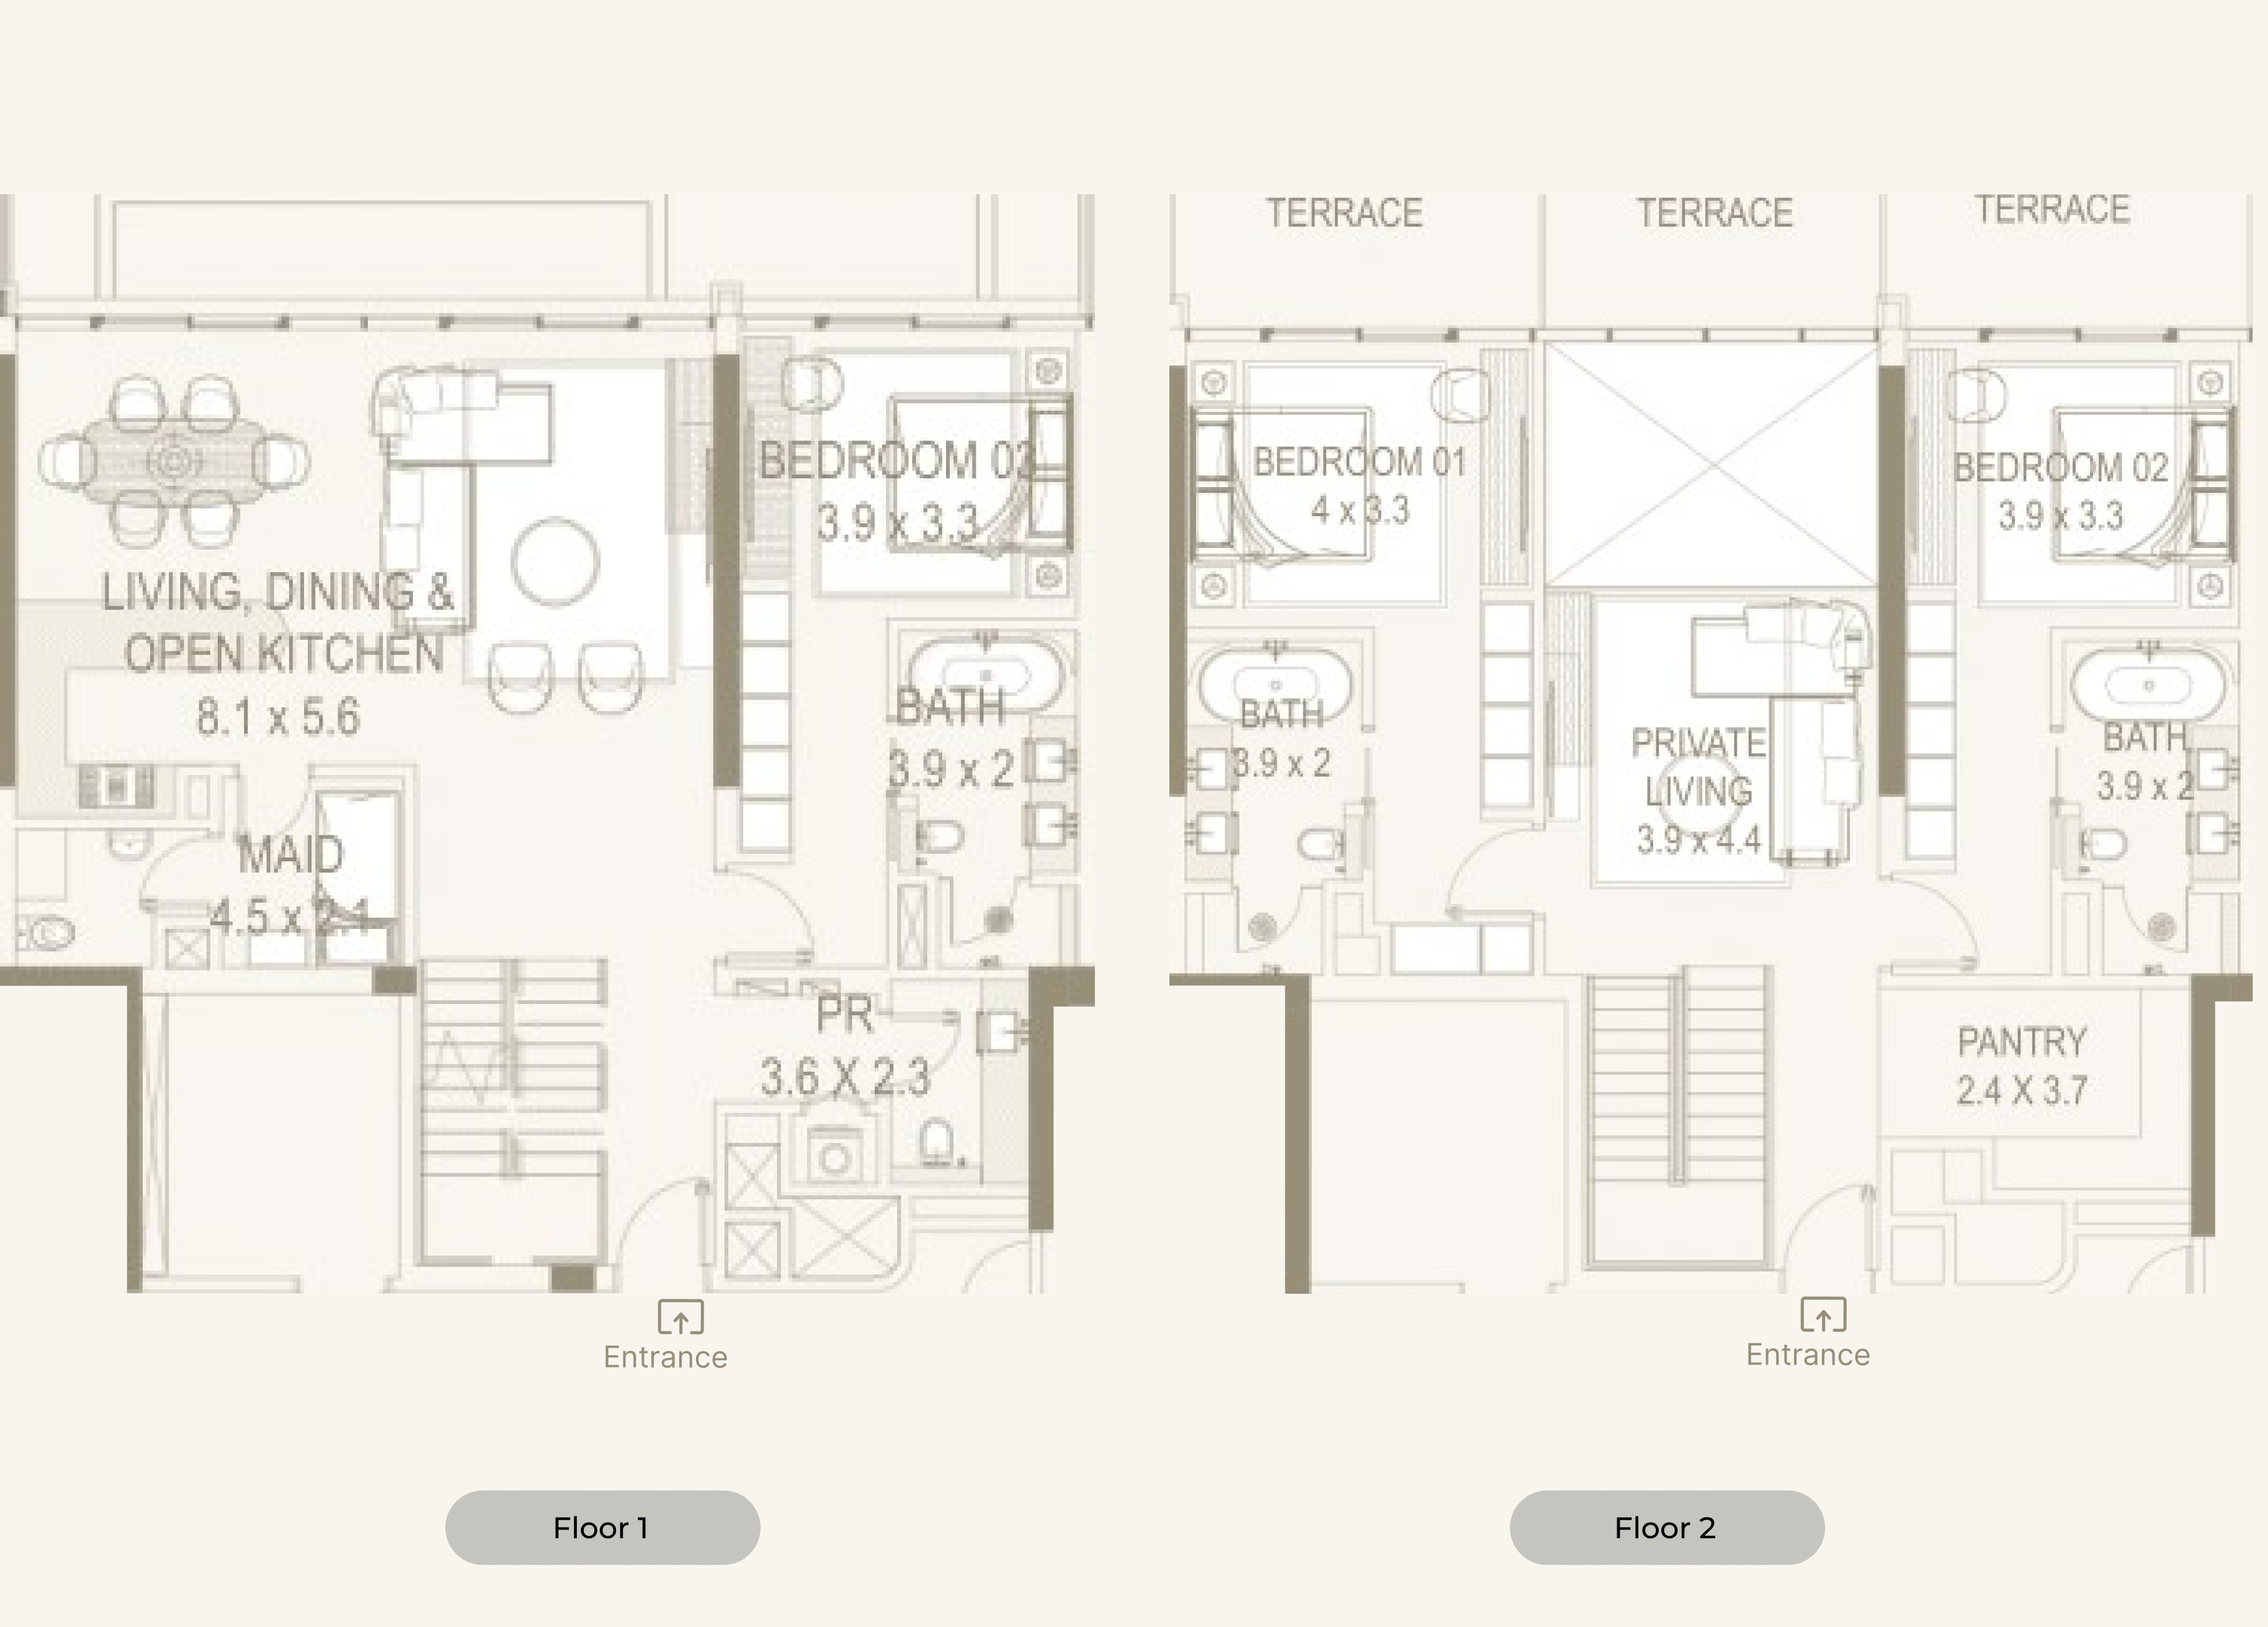 LIVING, DINING &
OPEN KITCHEN
8.1 x 5.6
BEDROOM 03
3.9 x 3.3
BATH
3.9 x 2
MAID
4.5 x 2.1
PR
3.6 X 2.3
Entrance
Floor 1
TERRACE
TERRACE
TERRACE
BEDROOM 01
4 x 3.3
BEDROOM 02
3.9 x 3.3
BATH
3.9 x 2
PRIVATE
LIVING
3.9 x 4.4
BATH
3.9 x 2
PANTRY
2.4 X 3.7
Entrance
Floor 2